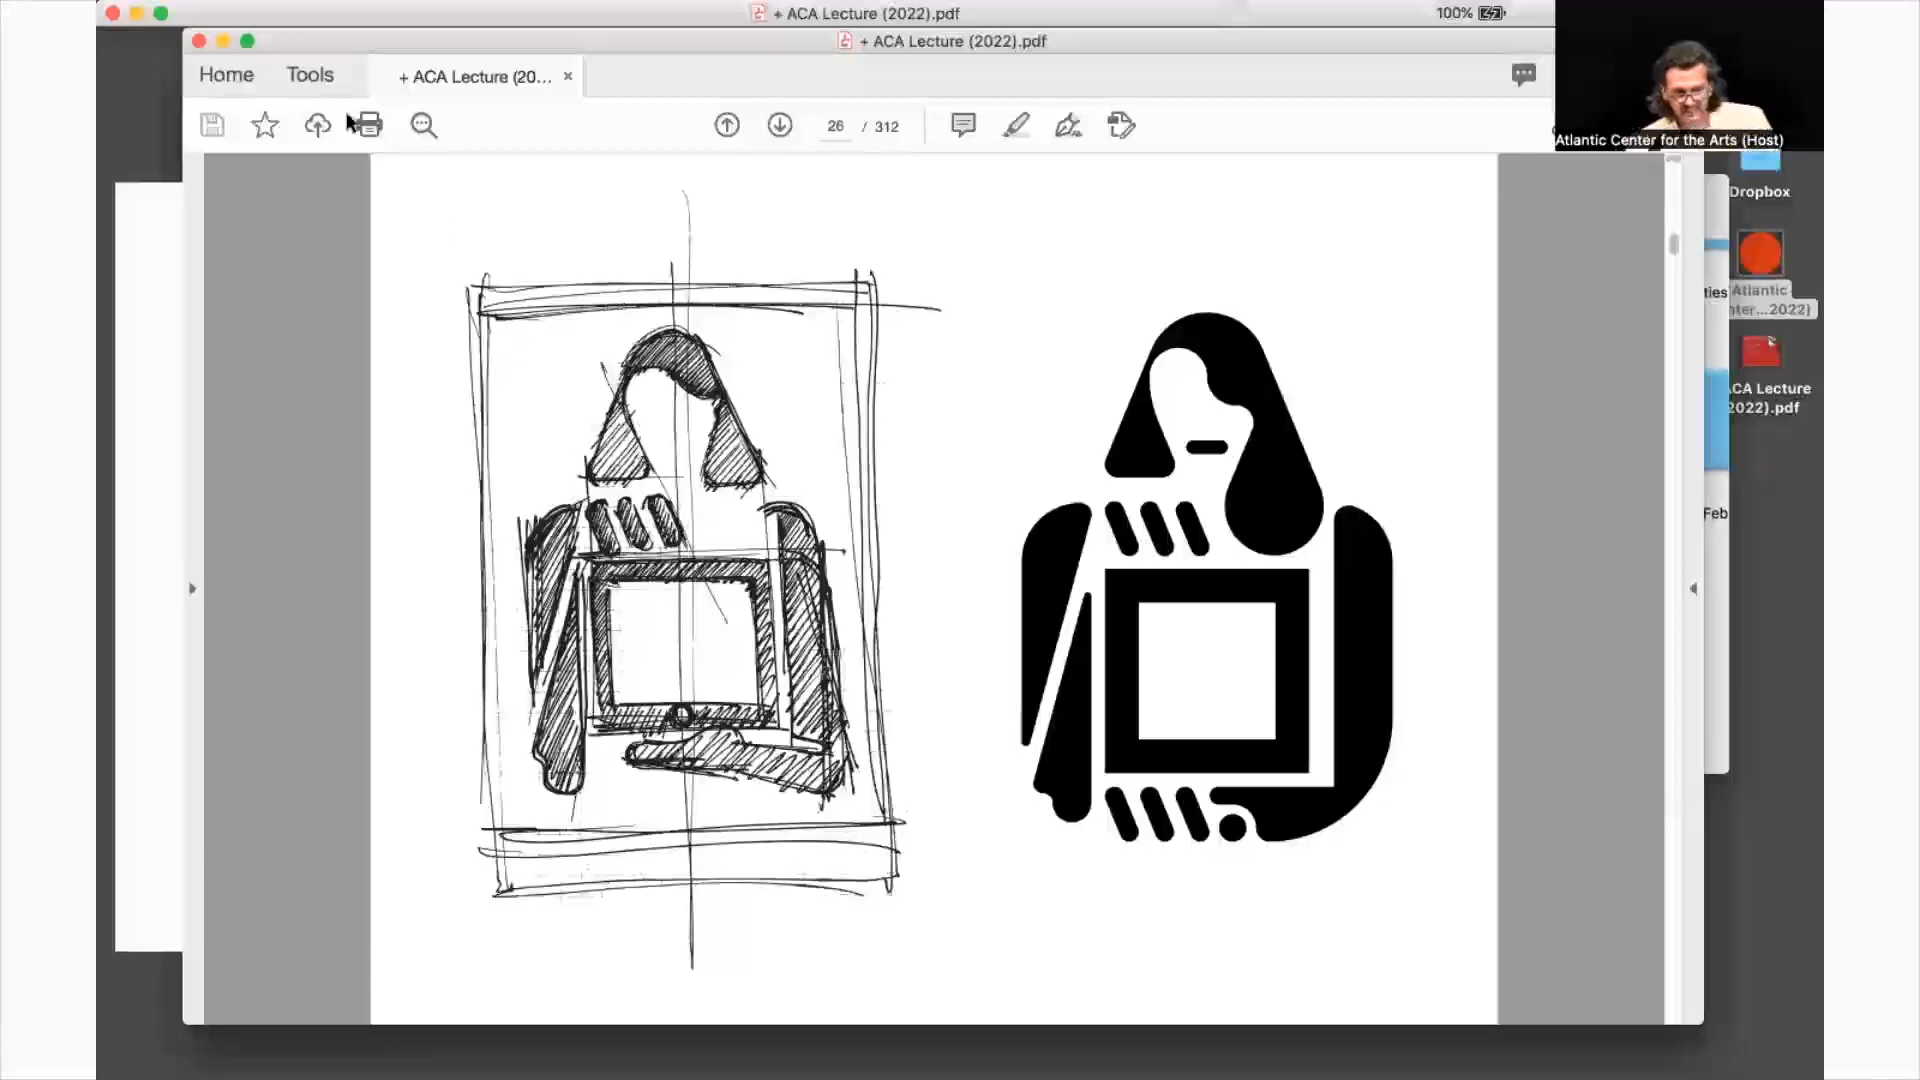 + ACA Lecture (2022).pdf
100%
+ ACA Lecture (2022).pdf
Home
Tools
+ ACA Lecture (20...
26 / 312
Atlantic Center for the Arts (Host)
Dropbox
ties
Atlantic
nter...2022)
ACA Lecture
2022).pdf
Feb